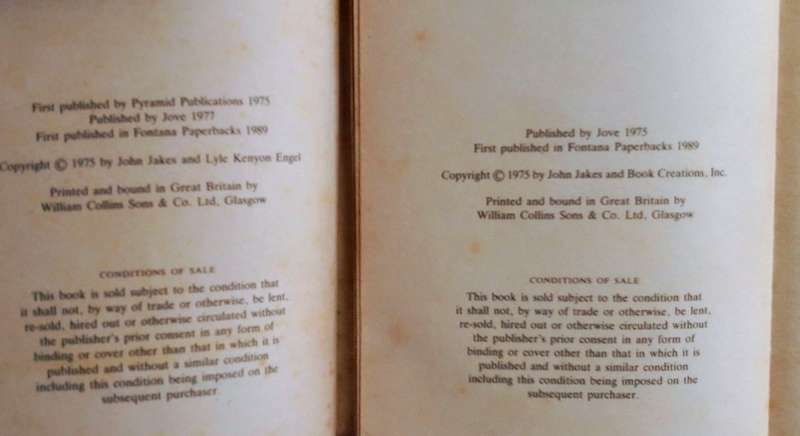 First published by Pyramid Publications 1975
Published by Jove 1977
First published in Fontana Paperbacks 1989
Copyright © 1975 by John Jakes and Lyle Kenyon Engel
Printed and bound in Great Britain by
William Collins Sons & Co. Ltd, Glasgow
CONDITIONS OF SALE
This book is sold subject to the condition that
it shall not, by way of trade or otherwise, be lent,
re-sold, hired out or otherwise circulated without
the publisher's prior consent in any form of
binding or cover other than that in which it is
published and without a similar condition
including this condition being imposed on the
subsequent purchaser.
Published by Jove 1975
First published in Fontana Paperbacks 1989
Copyright © 1975 by John Jakes and Book Creations, Inc.
Printed and bound in Great Britain by
William Collins Sons & Co. Ltd, Glasgow
CONDITIONS OF SALE
This book is sold subject to the condition that
it shall not, by way of trade or otherwise, be lent,
re-sold, hired out or otherwise circulated without
the publisher's prior consent in any form of
binding or cover other than that in which it is
published and without a similar condition
including this condition being imposed on the
subsequent purchaser.